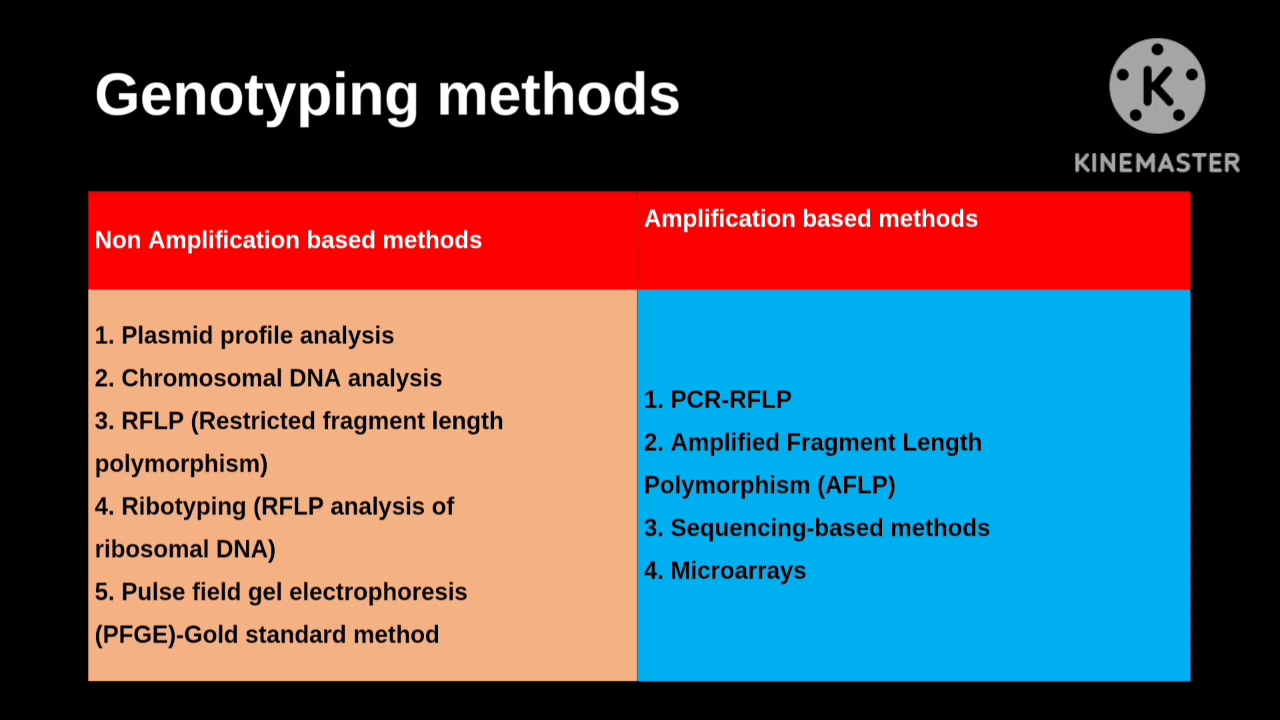 Genotyping methods
K
KINEMASTER
Non Amplification based methods
Amplification based methods
1. Plasmid profile analysis
2. Chromosomal DNA analysis
3. RFLP (Restricted fragment length
polymorphism)
4. Ribotyping (RFLP analysis of
ribosomal DNA)
5. Pulse field gel electrophoresis
(PFGE)-Gold standard method
1. PCR-RFLP
2. Amplified Fragment Length
Polymorphism (AFLP)
3. Sequencing-based methods
4. Microarrays